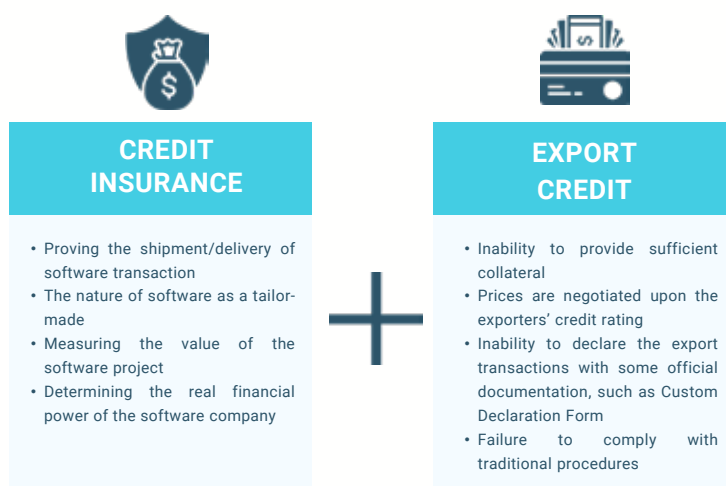 CREDIT
INSURANCE
• Proving the shipment/delivery of
software transaction
• The nature of software as a tailor-
made
• Measuring the value of the
software project
• Determining the real financial
power of the software company
EXPORT
CREDIT
• Inability to provide sufficient
collateral
• Prices are negotiated upon the
exporters’ credit rating
• Inability to declare the export
transactions with some official
documentation, such as Custom
Declaration Form
• Failure to comply with
traditional procedures